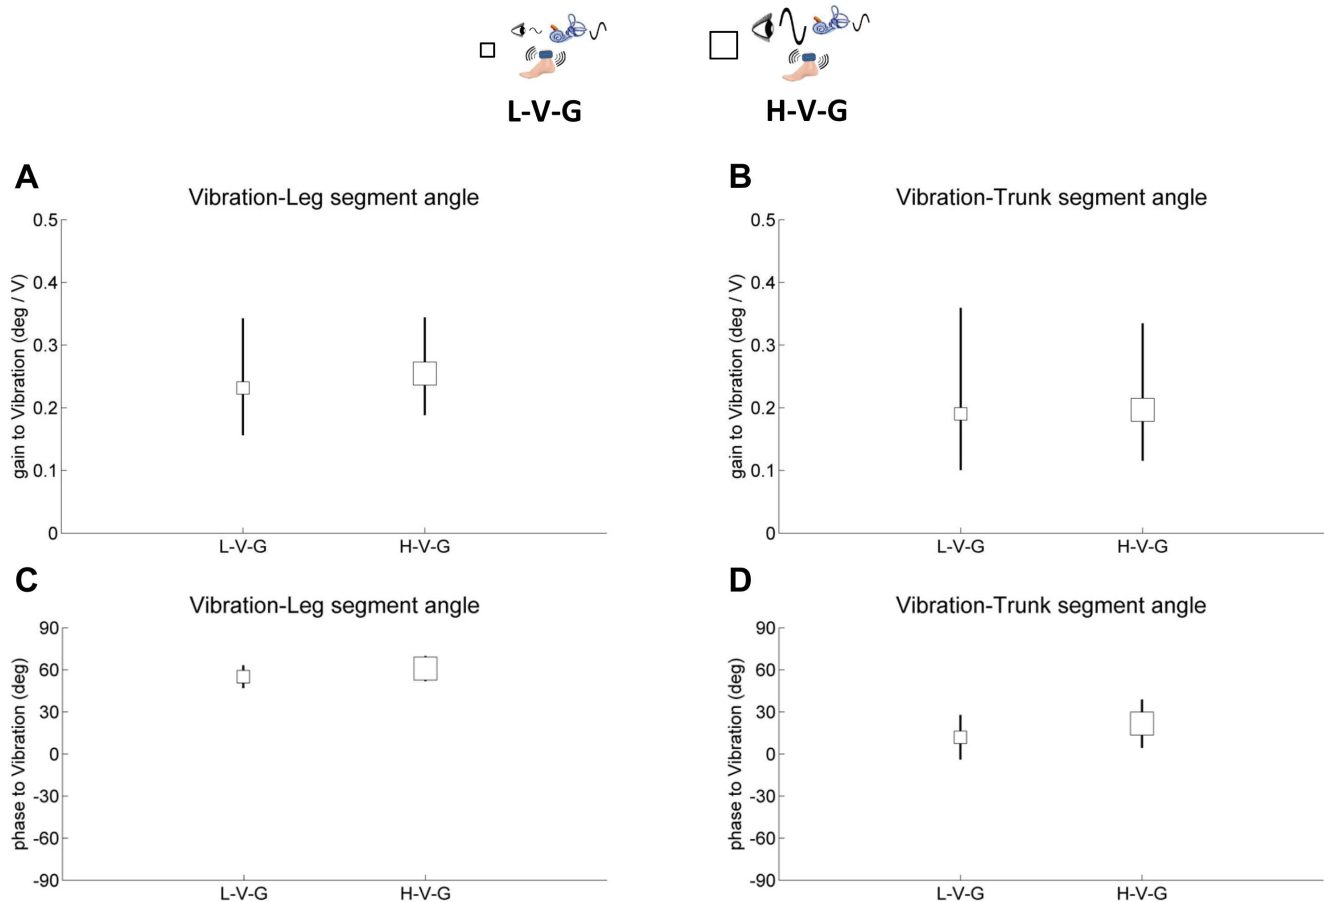 L-V-G
H-V-G
A
Vibration-Leg segment angle
gain to Vibration (deg / V)
0.5
0.4
0.3
0.2
0.1
0
L-V-G
H-V-G
B
Vibration-Trunk segment angle
gain to Vibration (deg / V)
0.5
0.4
0.3
0.2
0.1
0
L-V-G
H-V-G
C
Vibration-Leg segment angle
phase to Vibration (deg)
90
60
30
0
-30
-60
-90
L-V-G
H-V-G
D
Vibration-Trunk segment angle
phase to Vibration (deg)
90
60
30
0
-30
-60
-90
L-V-G
H-V-G